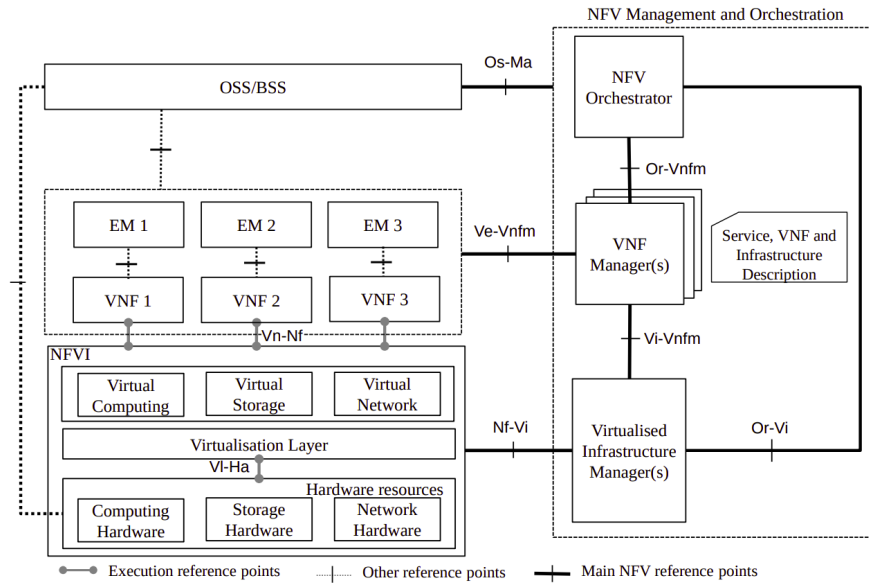 NFV Management and Orchestration
Os-Ma
OSS/BSS
NFV
Orchestrator
Or-Vnfm
EM 1
EM 2
EM 3
Ve-Vnfm
VNF
Manager(s)
Service, VNF and
Infrastructure
Description
VNF 1
VNF 2
VNF 3
Vn-Nf
Vi-Vnfm
NFVI
Virtual
Computing
Virtual
Storage
Virtual
Network
Nf-Vi
Virtualised
Infrastructure
Manager(s)
Or-Vi
Virtualisation Layer
Vl-Ha
Hardware resources
Computing
Hardware
Storage
Hardware
Network
Hardware
Execution reference points
Other reference points
Main NFV reference points